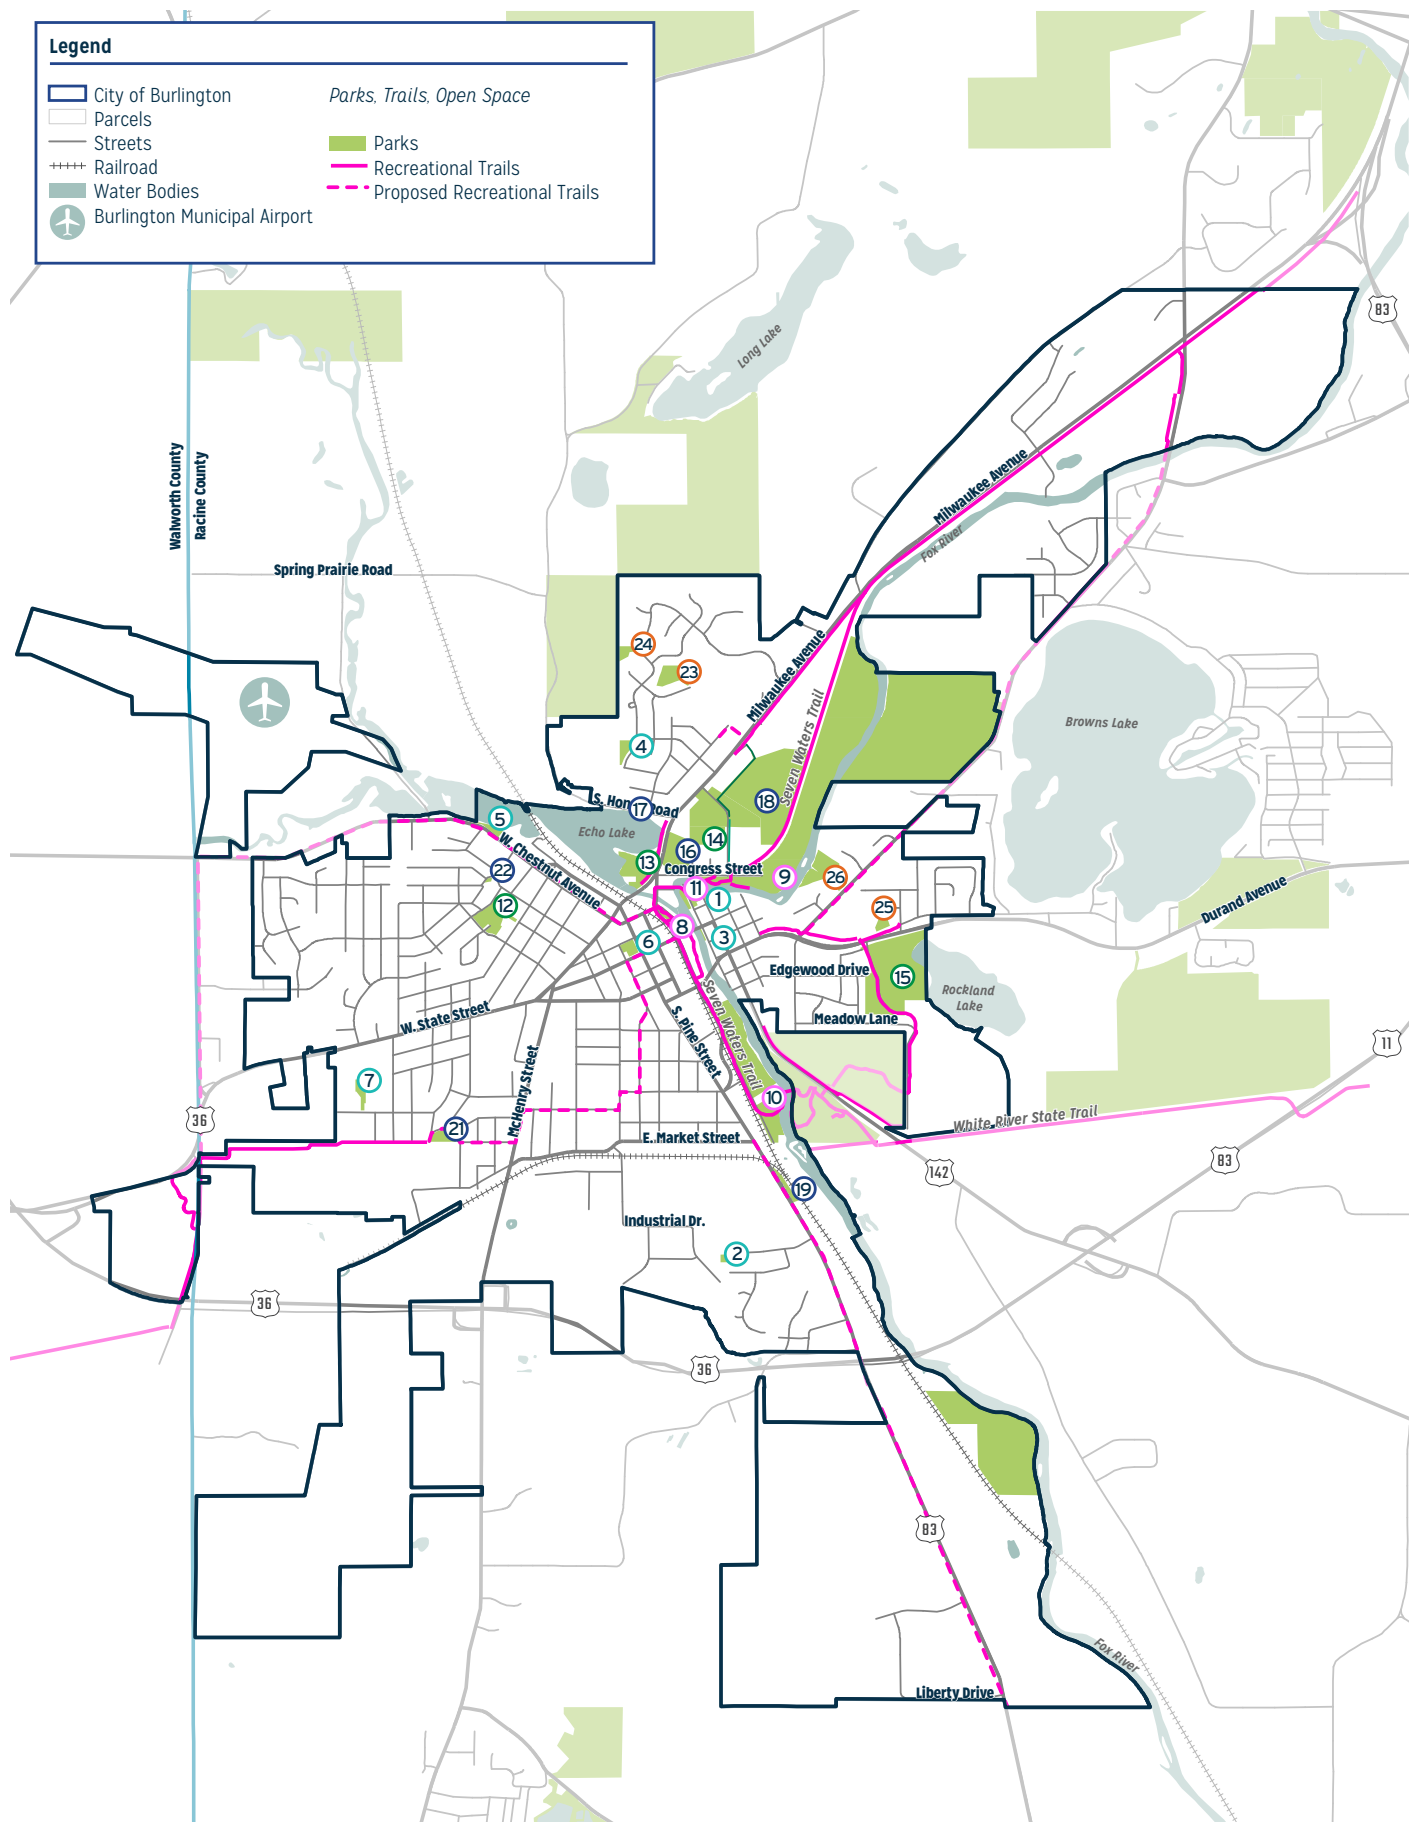 Legend
City of Burlington
Parcels
Streets
Railroad
Water Bodies
Burlington Municipal Airport
Parks, Trails, Open Space
Parks
Recreational Trails
Proposed Recreational Trails
83
Long Lake
Walworth County
Racine County
Milwaukee Avenue
Fox River
Spring Prairie Road
24
23
Milwaukee Avenue
Seven Waters Trail
Browns Lake
4
18
17
5
Echo Lake
14
16
13
W. Chestnut Avenue
Congress Street
22
9
26
11
1
12
25
Durand Avenue
8
3
6
Edgewood Drive
15
Rockland
Lake
W. State Street
Seven Waters Trail
S. Pine Street
Meadow Lane
11
McHenry Street
7
10
36
21
White River State Trail
E. Market Street
83
142
19
Industrial Dr.
2
36
36
83
Fox River
Liberty Drive